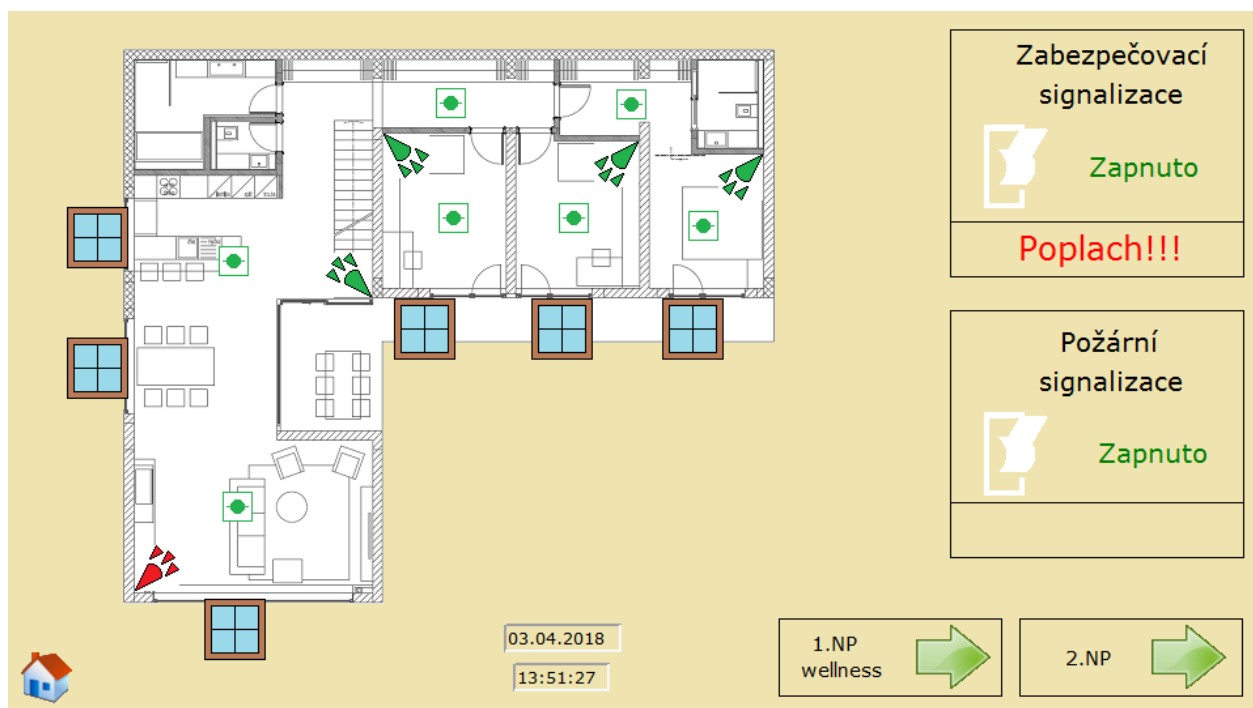 Zabezpečovací
signalizace
Zapnuto
Poplach!!!
Požární
signalizace
Zapnuto
03.04.2018
13:51:27
1.NP
wellness
2.NP